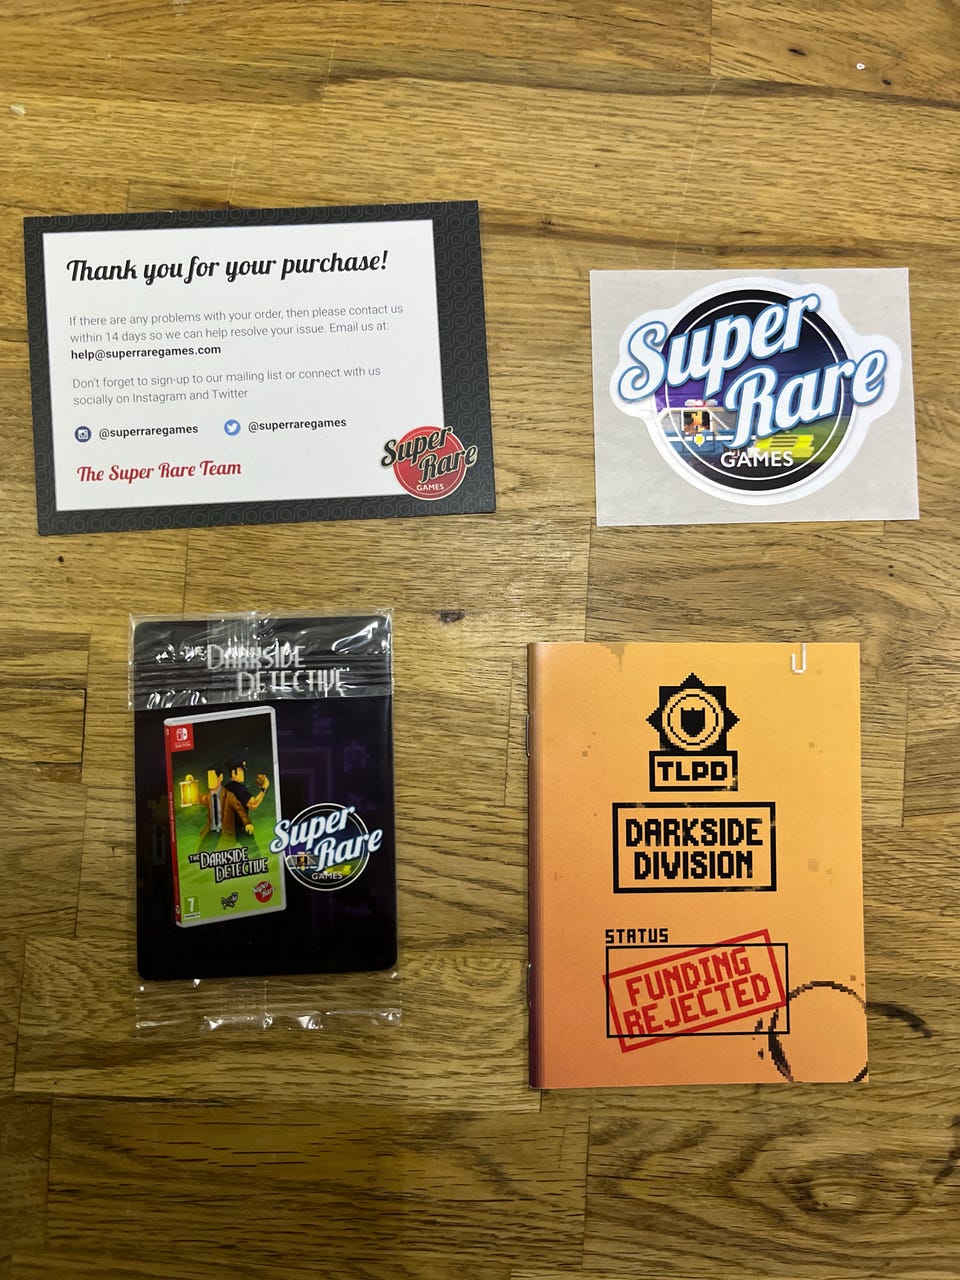 Thank you for your purchase!
If there are any problems with your order, then please contact us
within 14 days so we can help resolve your issue. Email us at:
help@superraregames.com
Don't forget to sign-up to our mailing list or connect with us
socially on Instagram and Twitter
@superraregames
@superraregames
The Super Rare Team
Super
Rare
GAMES
Super
Rare
GAMES
THE DARKSIDE
DETECTIVE
THE DARKSIDE
DETECTIVE
7
Super
Rare
Super
Rare
GAMES
TLPD
DARKSIDE
DIVISION
STATUS
FUNDING
REJECTED